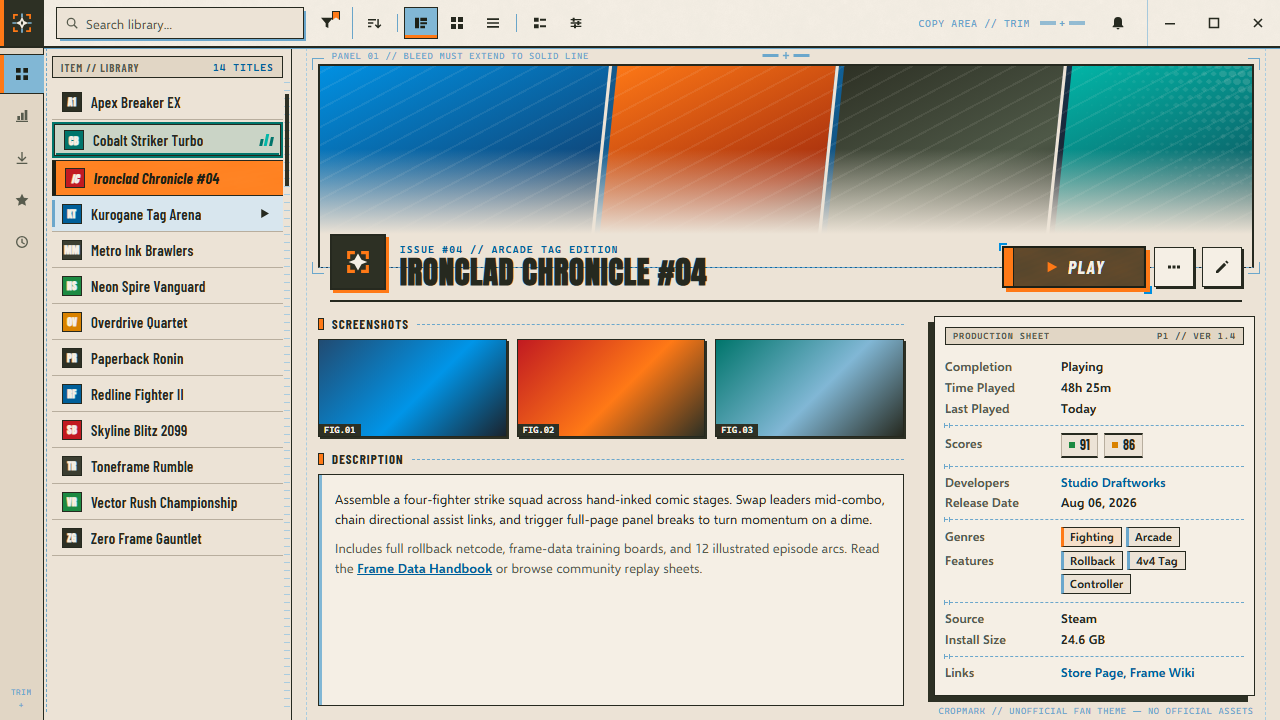 Search library...
COPY AREA // TRIM
ITEM // LIBRARY
14 TITLES
Apex Breaker EX
Cobalt Striker Turbo
Ironclad Chronicle #04
Kurogane Tag Arena
MM Metro Ink Brawlers
Neon Spire Vanguard
Overdrive Quartet
PR Paperback Ronin
Redline Fighter II
Skyline Blitz 2099
TR Toneframe Rumble
VR Vector Rush Championship
Zero Frame Gauntlet
TRIM
+
PANEL 01 // BLEED MUST EXTEND TO SOLID LINE
ISSUE #04 // ARCADE TAG EDITION
IRONCLAD CHRONICLE #04
PLAY
SCREENSHOTS
FIG.01
FIG.02
FIG.03
DESCRIPTION
Assemble a four-fighter strike squad across hand-inked comic stages. Swap leaders mid-combo,
chain directional assist links, and trigger full-page panel breaks to turn momentum on a dime.
Includes full rollback netcode, frame-data training boards, and 12 illustrated episode arcs. Read
the Frame Data Handbook or browse community replay sheets.
PRODUCTION SHEET
P1 // VER 1.4
Completion Playing
Time Played 48h 25m
Last Played Today
Scores 91 86
Developers Studio Draftworks
Release Date Aug 06, 2026
Genres Fighting Arcade
Features Rollback 4v4 Tag
Controller
Source Steam
Install Size 24.6 GB
Links Store Page, Frame Wiki
CROPMARK // UNOFFICIAL FAN THEME — NO OFFICIAL ASSETS